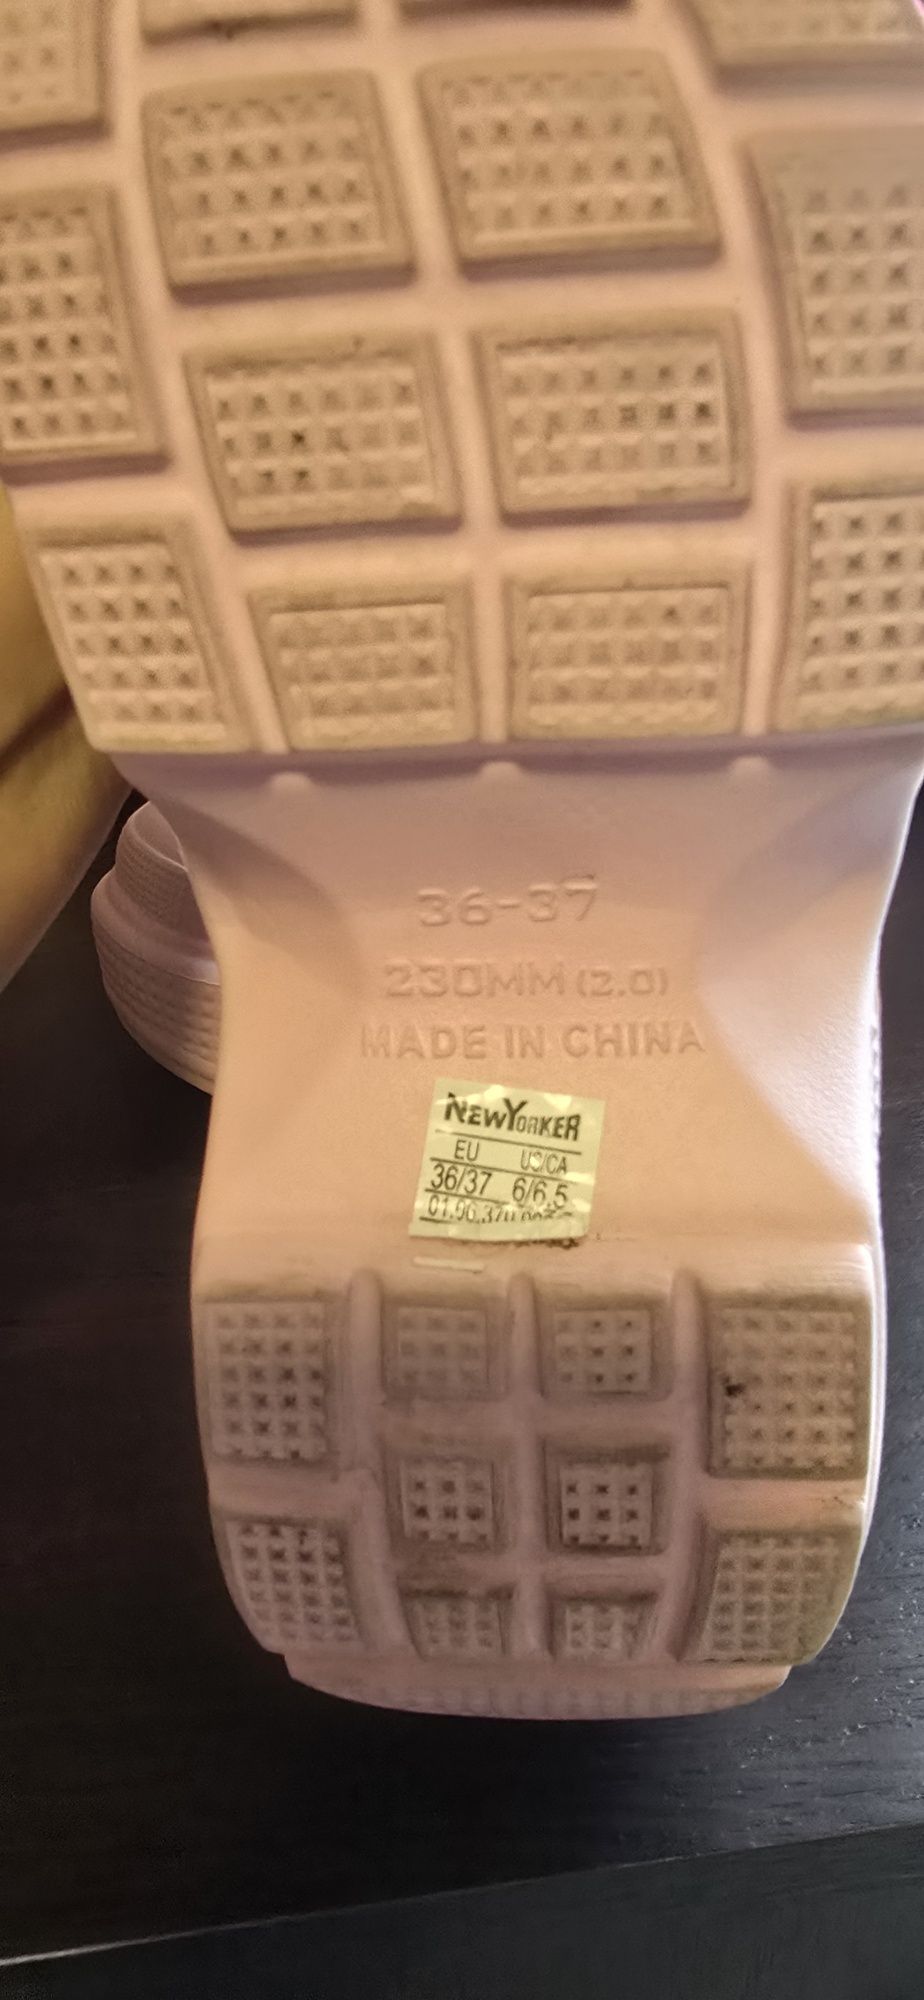 36-37
230MM (2.0)
MADE IN CHINA
NEWYORKER
EU US/CA
36/37 6/6,5